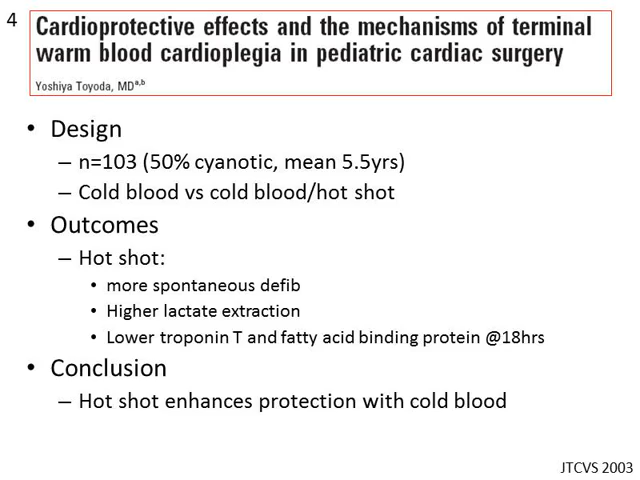 4
Cardioprotective effects and the mechanisms of terminal
warm blood cardioplegia in pediatric cardiac surgery
Yoshiya Toyoda, MDa,b
• Design
– n=103 (50% cyanotic, mean 5.5yrs)
– Cold blood vs cold blood/hot shot
• Outcomes
– Hot shot:
• more spontaneous defib
• Higher lactate extraction
• Lower troponin T and fatty acid binding protein @18hrs
• Conclusion
– Hot shot enhances protection with cold blood
JTCVS 2003